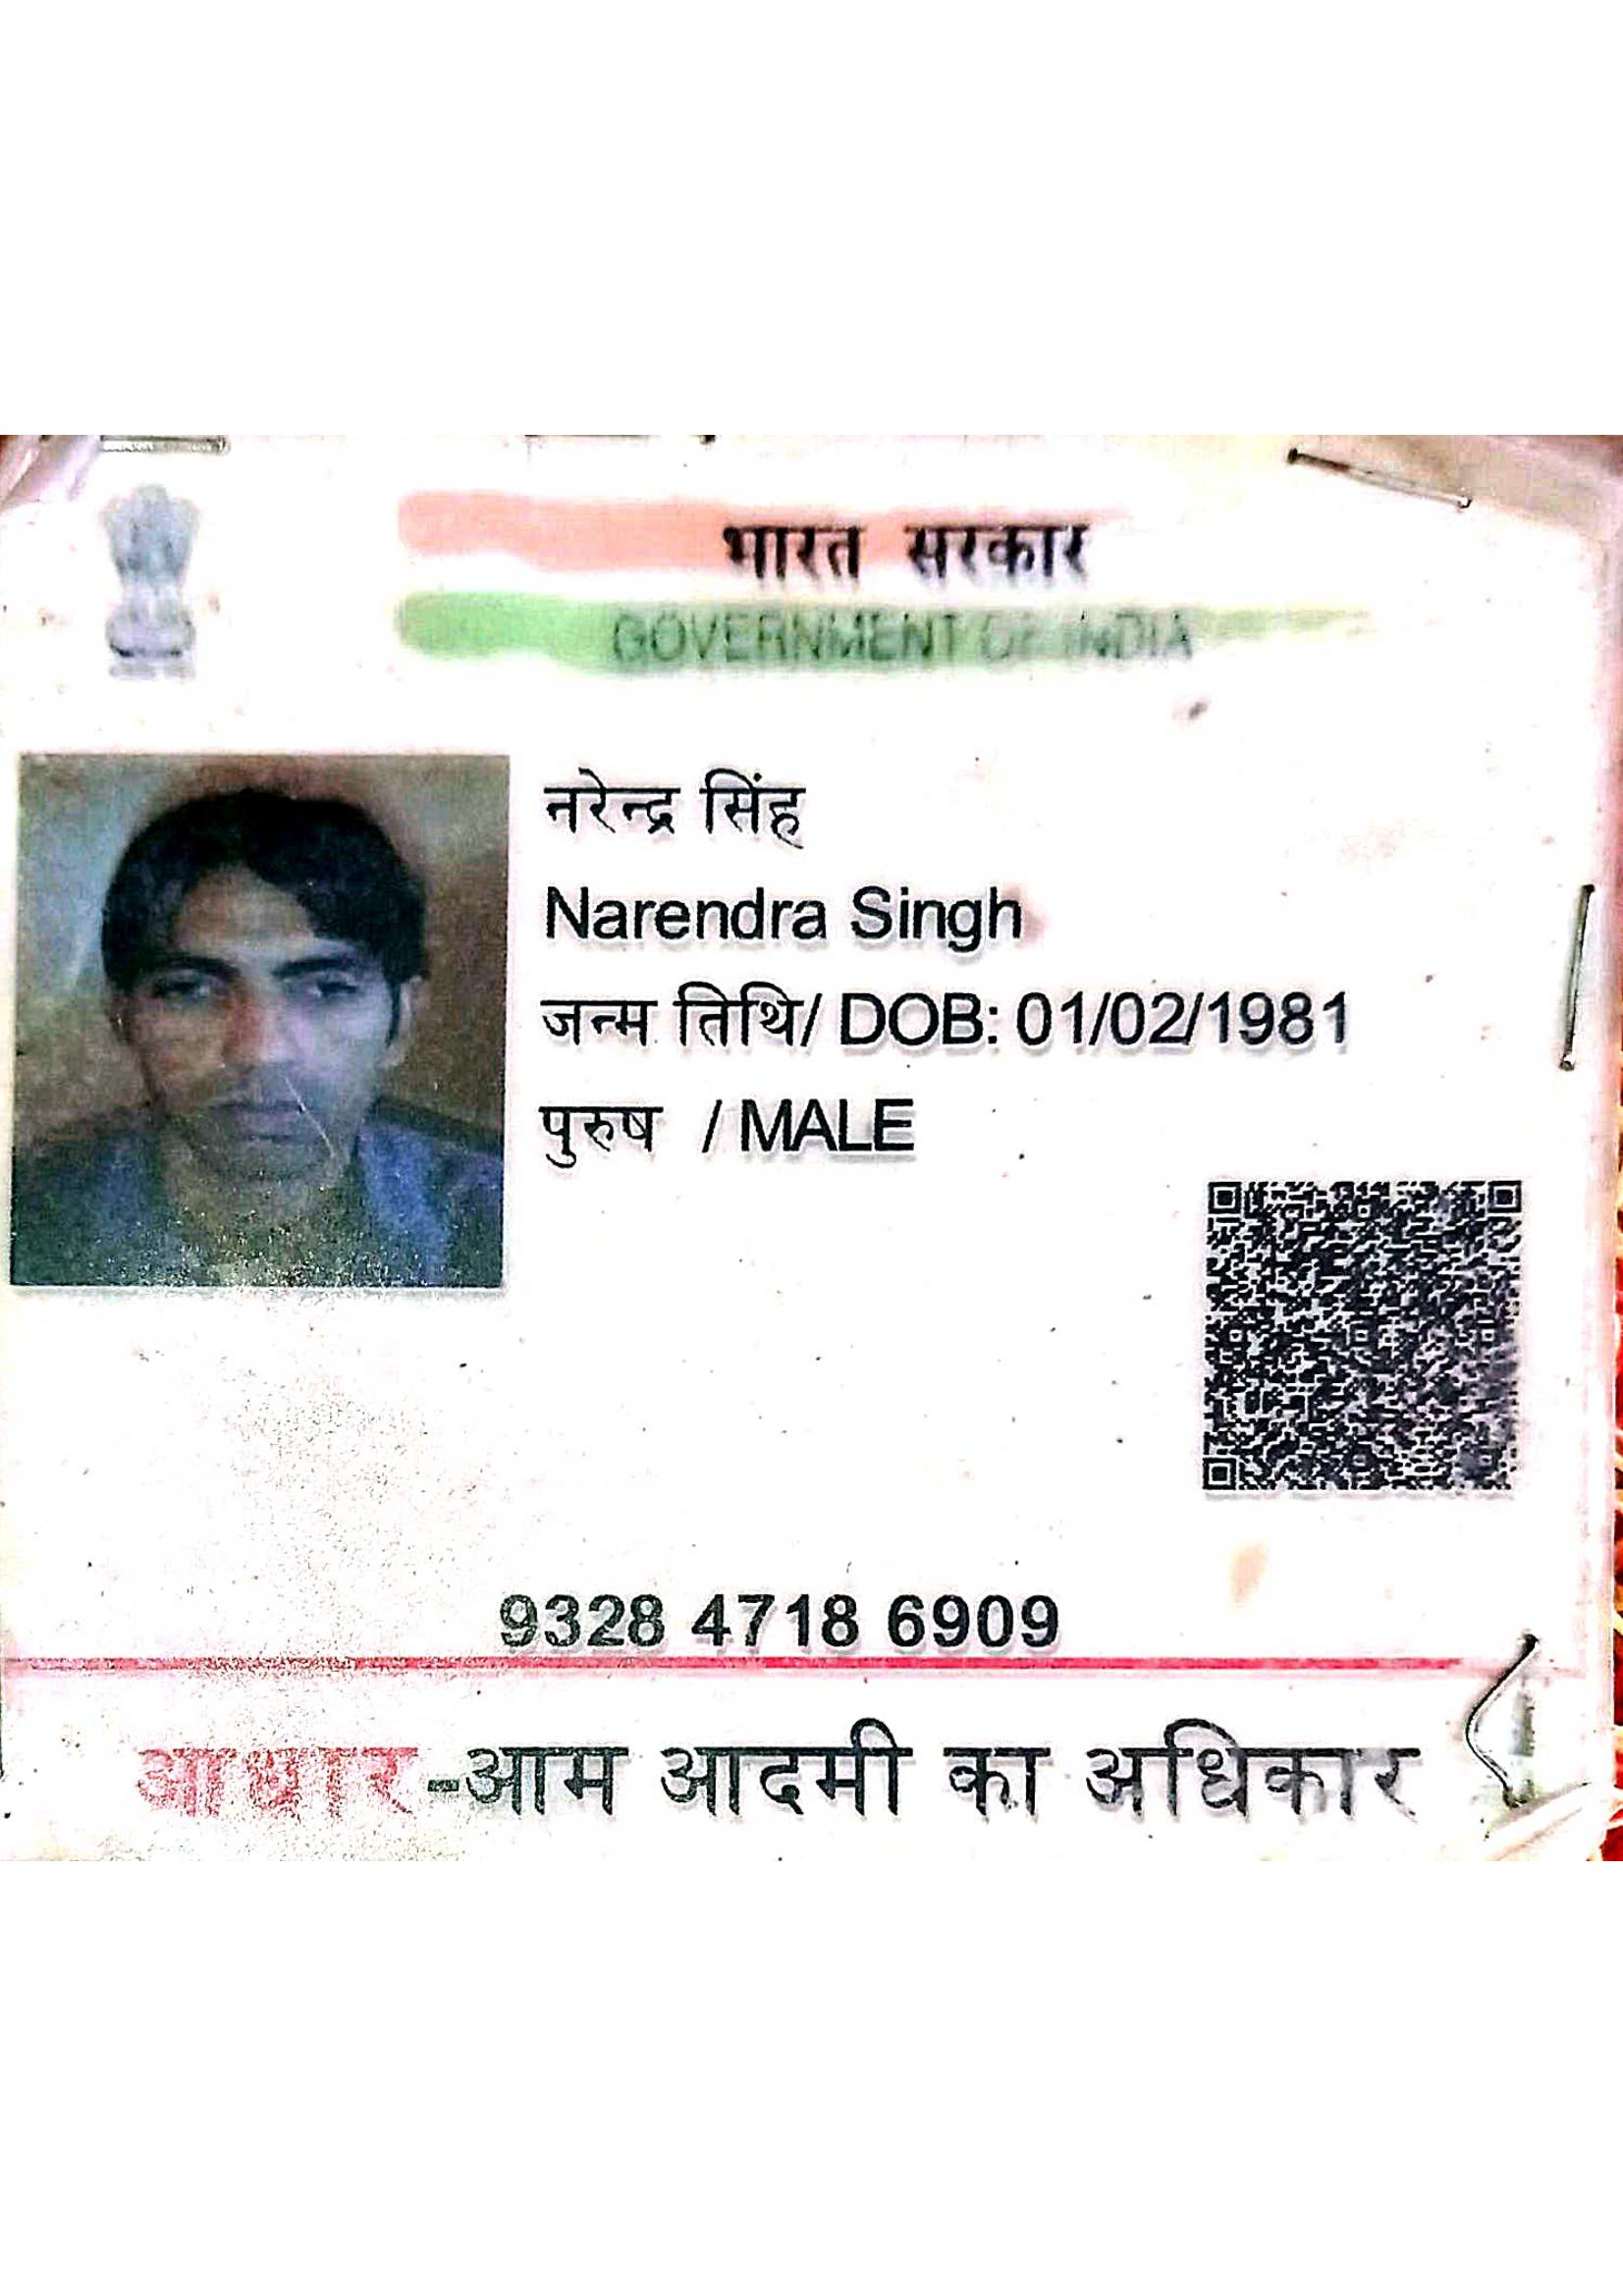 भारत सरकार
GOVERNMENT OF INDIA
नरेन्द्र सिंह
Narendra Singh
जन्म तिथि/ DOB: 01/02/1981
पुरुष / MALE
9328 4718 6909
आधार-आम आदमी का अधिकार